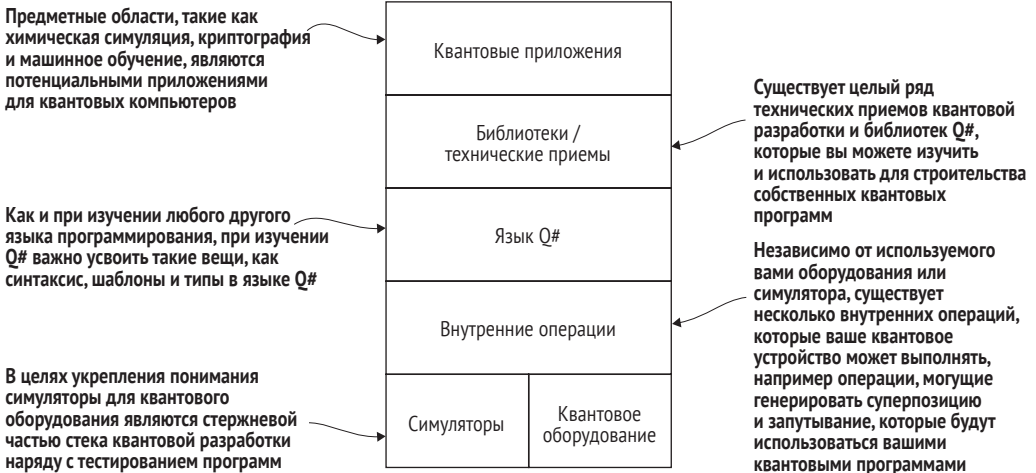 Предметные области, такие как
химическая симуляция, криптография
и машинное обучение, являются
потенциальными приложениями
для квантовых компьютеров
Квантовые приложения
Библиотеки /
технические приемы
Существует целый ряд
технических приемов квантовой
разработки и библиотек Q#,
которые вы можете изучить
и использовать для строительства
собственных квантовых
программ
Как и при изучении любого другого
языка программирования, при изучении
Q# важно усвоить такие вещи, как
синтаксис, шаблоны и типы в языке Q#
Язык Q#
Внутренние операции
Независимо от используемого
вами оборудования или
симулятора, существует
несколько внутренних операций,
которые ваше квантовое
устройство может выполнять,
например операции, могущие
генерировать суперпозицию
и запутывание, которые будут
использоваться вашими
квантовыми программами
В целях укрепления понимания
симуляторы для квантового
оборудования являются стержневой
частью стека квантовой разработки
наряду с тестированием программ
Симуляторы
Квантовое
оборудование